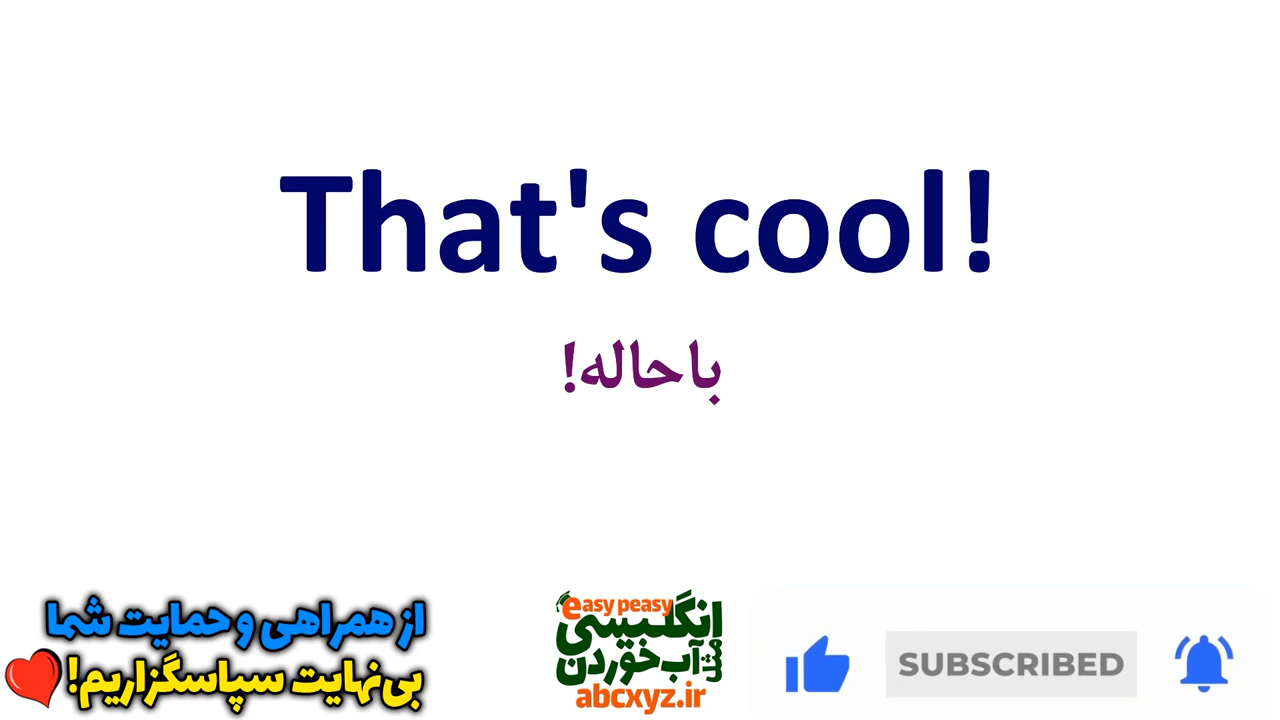 That's cool!
باحاله!
از همراهی و حمایت شما
بی‌نهایت سپاسگزاریم!
easy peasy
انگلیسی
مثل آب خوردن
abcxyz.ir
SUBSCRIBED